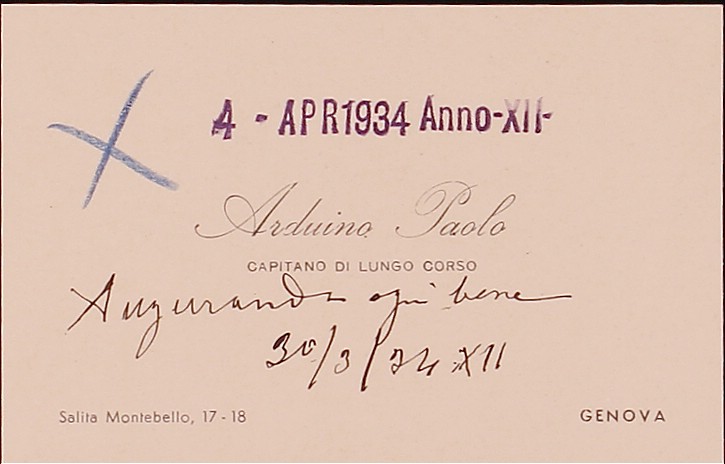 4 - APR 1934 Anno-XII-
Arduino Paolo
CAPITANO DI LUNGO CORSO
Augurando ogni bene
30/3/34 XII
Salita Montebello, 17 - 18
GENOVA